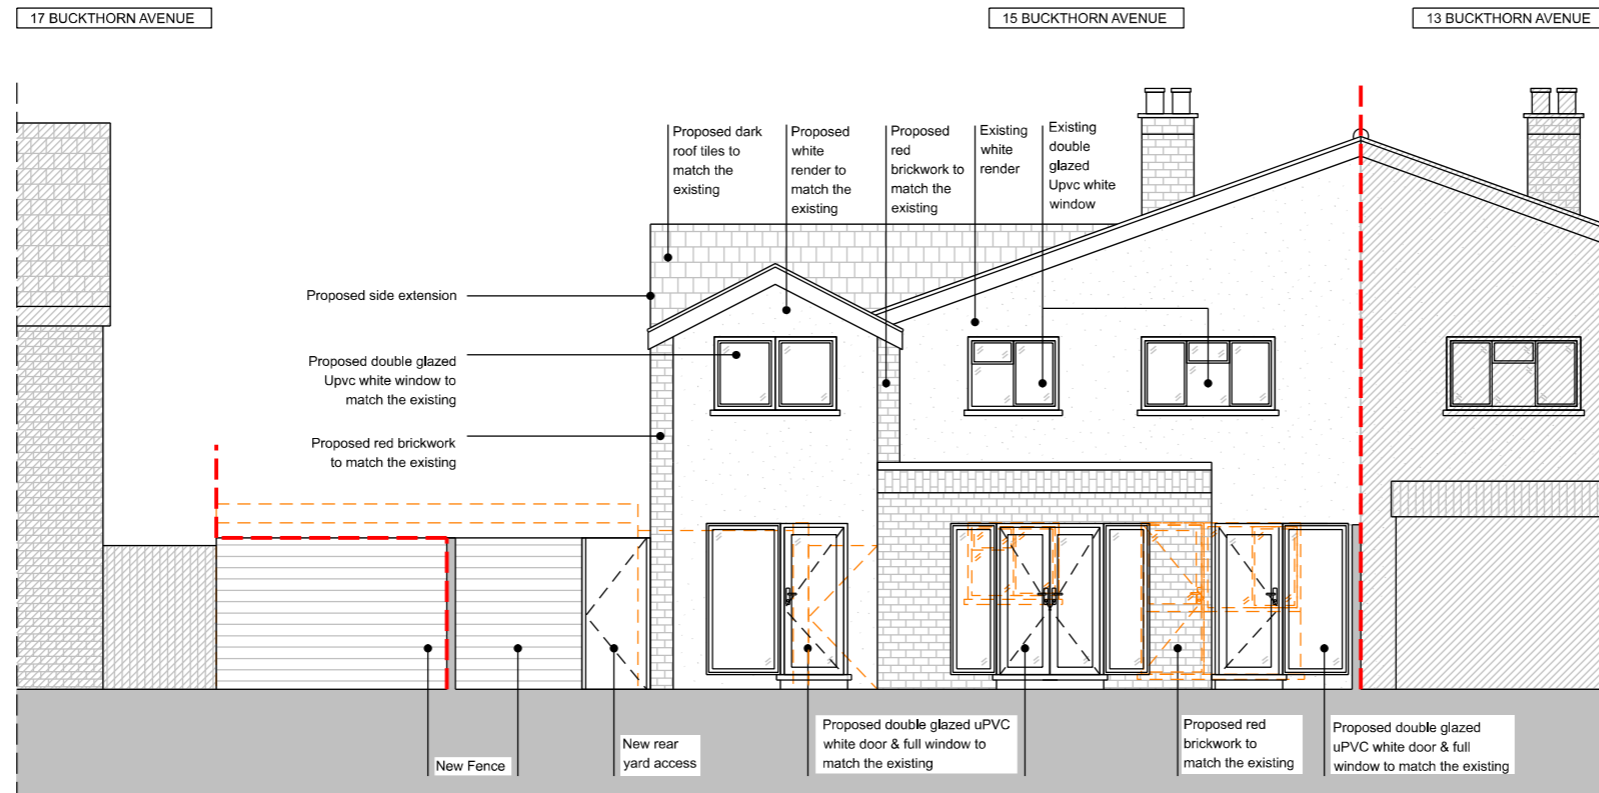 17 BUCKTHORN AVENUE
15 BUCKTHORN AVENUE
13 BUCKTHORN AVENUE
Proposed dark
roof tiles to
match the
existing
Proposed
white
render to
match the
existing
Proposed
red
brickwork to
match the
existing
Existing
white
render
Existing
double
glazed
Upvc white
window
Proposed side extension
Proposed double glazed
Upvc white window to
match the existing
Proposed red brickwork
to match the existing
New Fence
New rear
yard access
Proposed double glazed uPVC
white door & full window to
match the existing
Proposed red
brickwork to
match the existing
Proposed double glazed
uPVC white door & full
window to match the existing